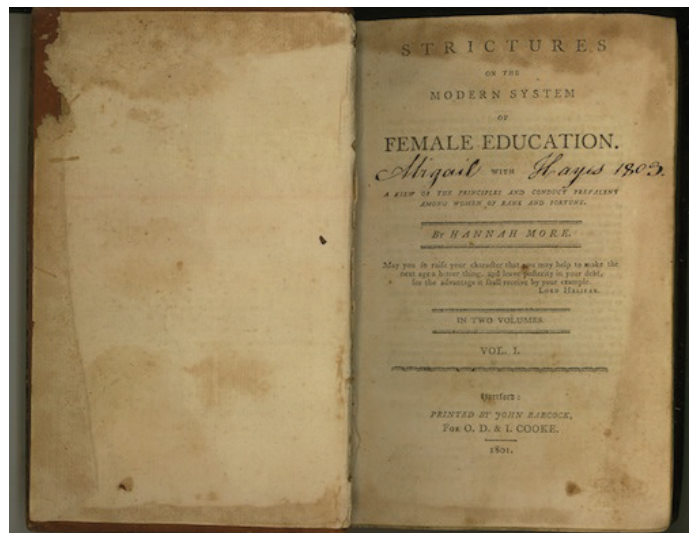 STRICTURES
ON THE
MODERN SYSTEM
OF
FEMALE EDUCATION.
Abigail WITH Hayes 1803.
A VIEW OF THE PRINCIPLES AND CONDUCT PREVALENT
AMONG WOMEN OF RANK AND FORTUNE.
By HANNAH MORE.
May you so raise your character that you may help to make the
next age a better thing, and leave posterity in your debt,
for the advantage it shall receive by your example.
LORD HALIFAX.
IN TWO VOLUMES.
VOL. I.
Hartford:
PRINTED BY JOHN BABCOCK,
FOR O. D. & I. COOKE.
1801.